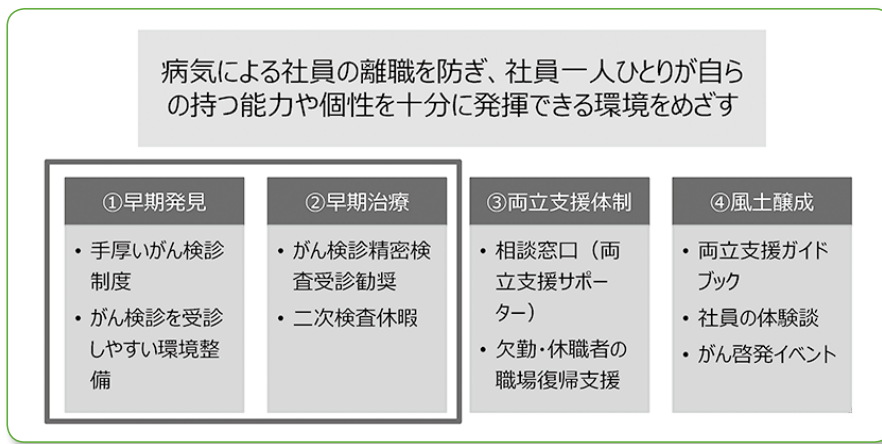 病気による社員の離職を防ぎ、社員一人ひとりが自ら
の持つ能力や個性を十分に発揮できる環境をめざす
①早期発見
• 手厚いがん検診
制度
• がん検診を受診
しやすい環境整
備
②早期治療
• がん検診精密検
査受診勧奨
• 二次検査休暇
③両立支援体制
• 相談窓口（両
立支援サポー
ター）
• 欠勤・休職者の
職場復帰支援
④風土醸成
• 両立支援ガイド
ブック
• 社員の体験談
• がん啓発イベント